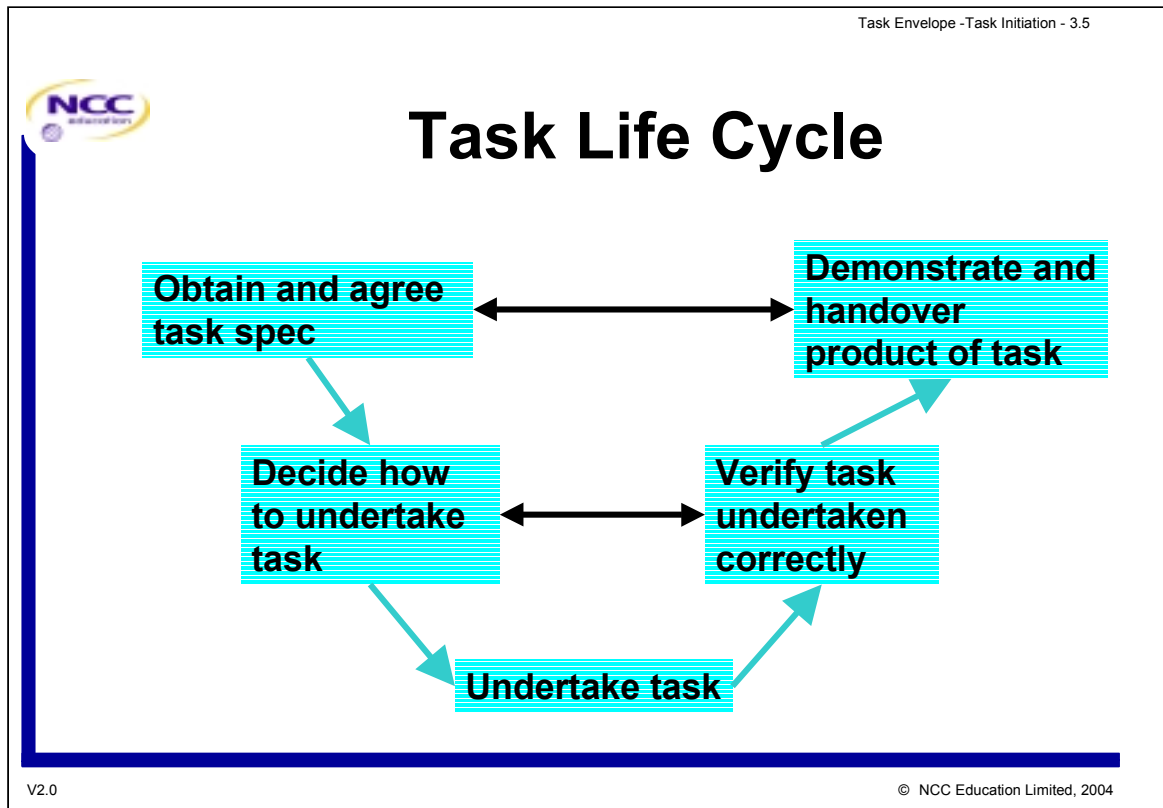 Task Envelope -Task Initiation - 3.5
NCC
education
Task Life Cycle
Obtain and agree
task spec
Demonstrate and
handover
product of task
Decide how
to undertake
task
Verify task
undertaken
correctly
Undertake task
V2.0
© NCC Education Limited, 2004